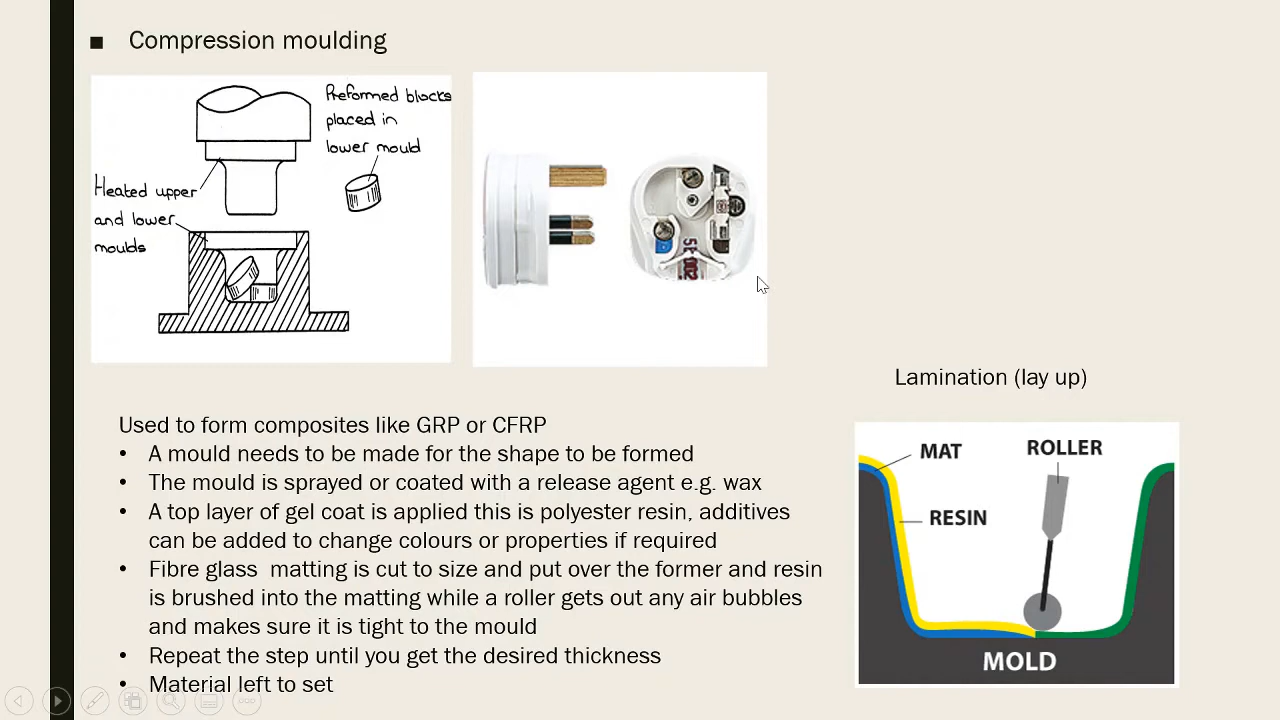 Compression moulding
Preformed blocks
placed in
lower mould
Heated upper
and lower
moulds
Lamination (lay up)
Used to form composites like GRP or CFRP
• A mould needs to be made for the shape to be formed
• The mould is sprayed or coated with a release agent e.g. wax
• A top layer of gel coat is applied this is polyester resin, additives
can be added to change colours or properties if required
• Fibre glass  matting is cut to size and put over the former and resin
is brushed into the matting while a roller gets out any air bubbles
and makes sure it is tight to the mould
• Repeat the step until you get the desired thickness
• Material left to set
MAT
ROLLER
RESIN
MOLD